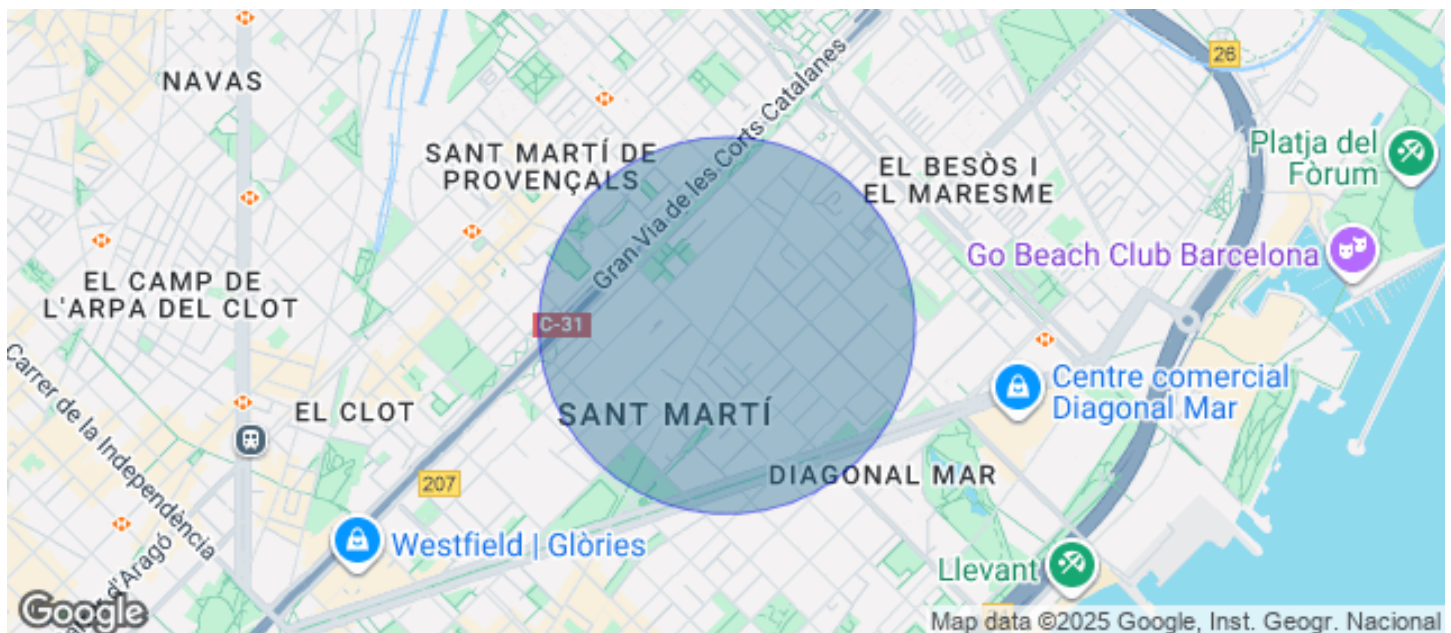 NAVAS
26
Gran Via de les Corts Catalanes
SANT MARTÍ DE
PROVENÇALS
EL BESÒS I
EL MARESME
Platja del
Fòrum
Go Beach Club Barcelona
EL CAMP DE
L'ARPA DEL CLOT
C-31
Carrer de la Independència
Centre comercial
Diagonal Mar
EL CLOT
SANT MARTÍ
DIAGONAL MAR
207
Westfield | Glòries
d'Aragó
Llevant
Google
Map data ©2025 Google, Inst. Geogr. Nacional